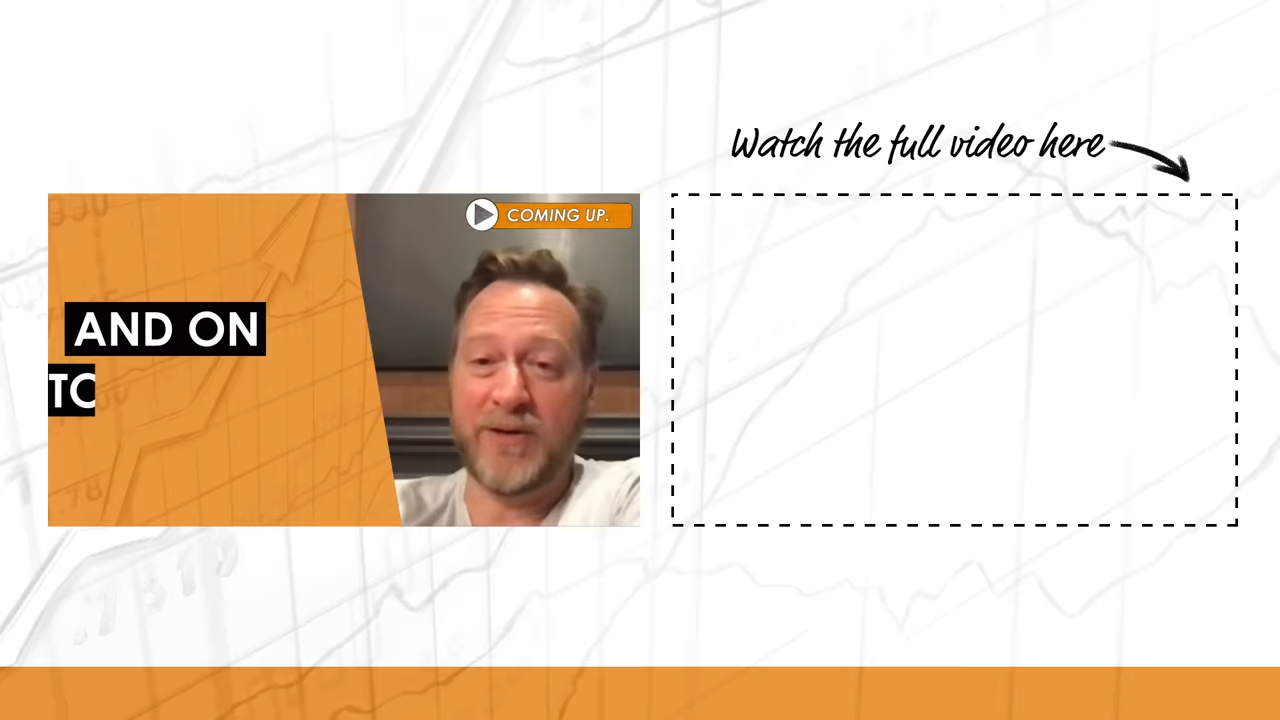 Watch the full video here
COMING UP.
AND ON
TO